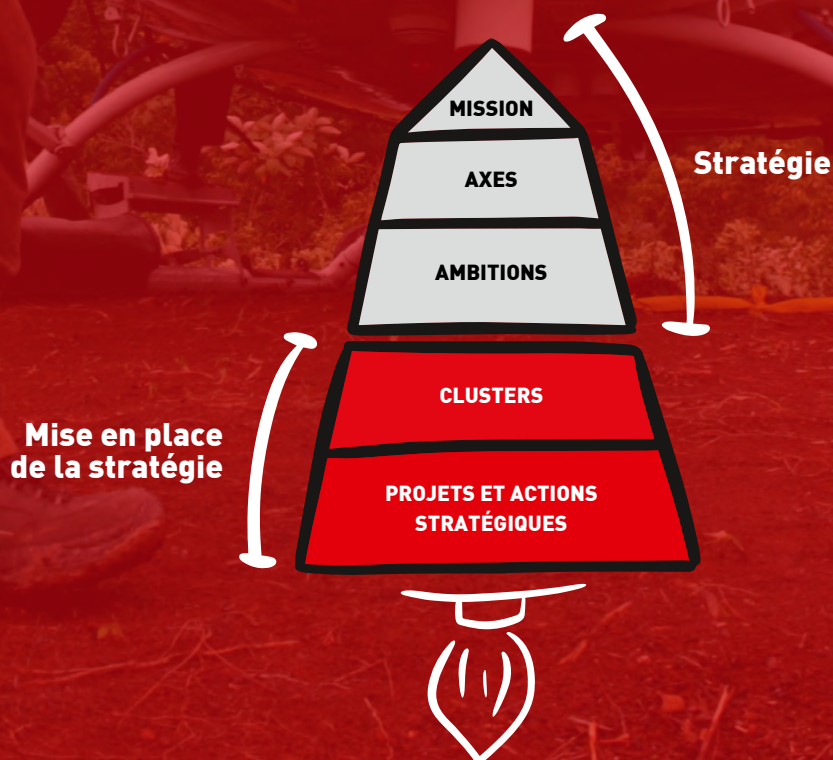 MISSION
Stratégie
AXES
AMBITIONS
CLUSTERS
Mise en place
de la stratégie
PROJETS ET ACTIONS
STRATÉGIQUES